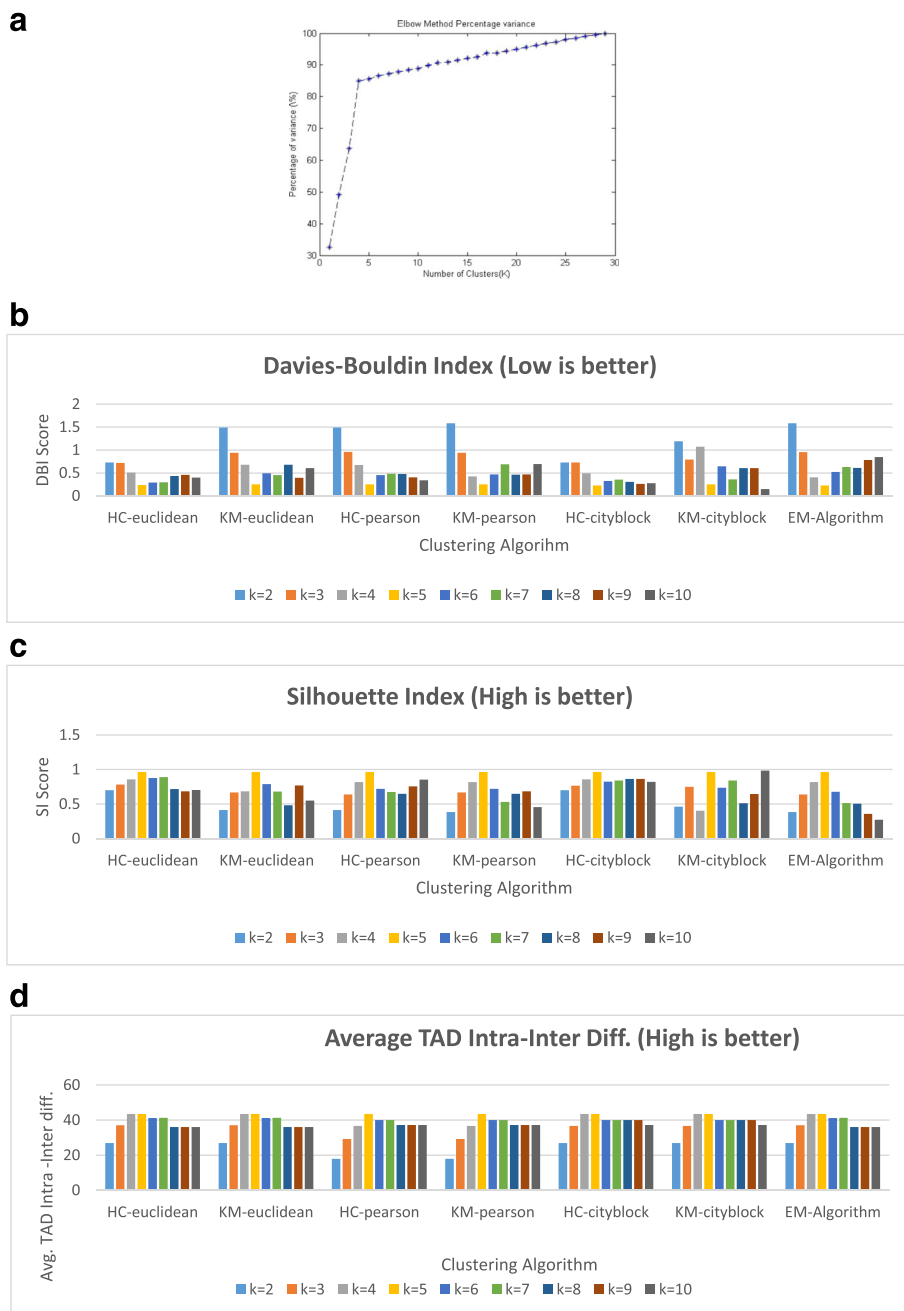 a
Elbow Method Percentage variance
100
90
80
70
60
50
40
30
Percentage of variance (\%)
0 5 10 15 20 25 30
Number of Clusters(K)
b
Davies-Bouldin Index (Low is better)
DBI Score
2
1.5
1
0.5
0
HC-euclidean KM-euclidean HC-pearson KM-pearson HC-cityblock KM-cityblock EM-Algorithm
Clustering Algorihm
k=2 k=3 k=4 k=5 k=6 k=7 k=8 k=9 k=10
c
Silhouette Index (High is better)
SI Score
1.5
1
0.5
0
HC-euclidean KM-euclidean HC-pearson KM-pearson HC-cityblock KM-cityblock EM-Algorithm
Clustering Algorithm
k=2 k=3 k=4 k=5 k=6 k=7 k=8 k=9 k=10
d
Average TAD Intra-Inter Diff. (High is better)
Avg. TAD Intra -Inter diff.
60
40
20
0
HC-euclidean KM-euclidean HC-pearson KM-pearson HC-cityblock KM-cityblock EM-Algorithm
Clustering Algorithm
k=2 k=3 k=4 k=5 k=6 k=7 k=8 k=9 k=10